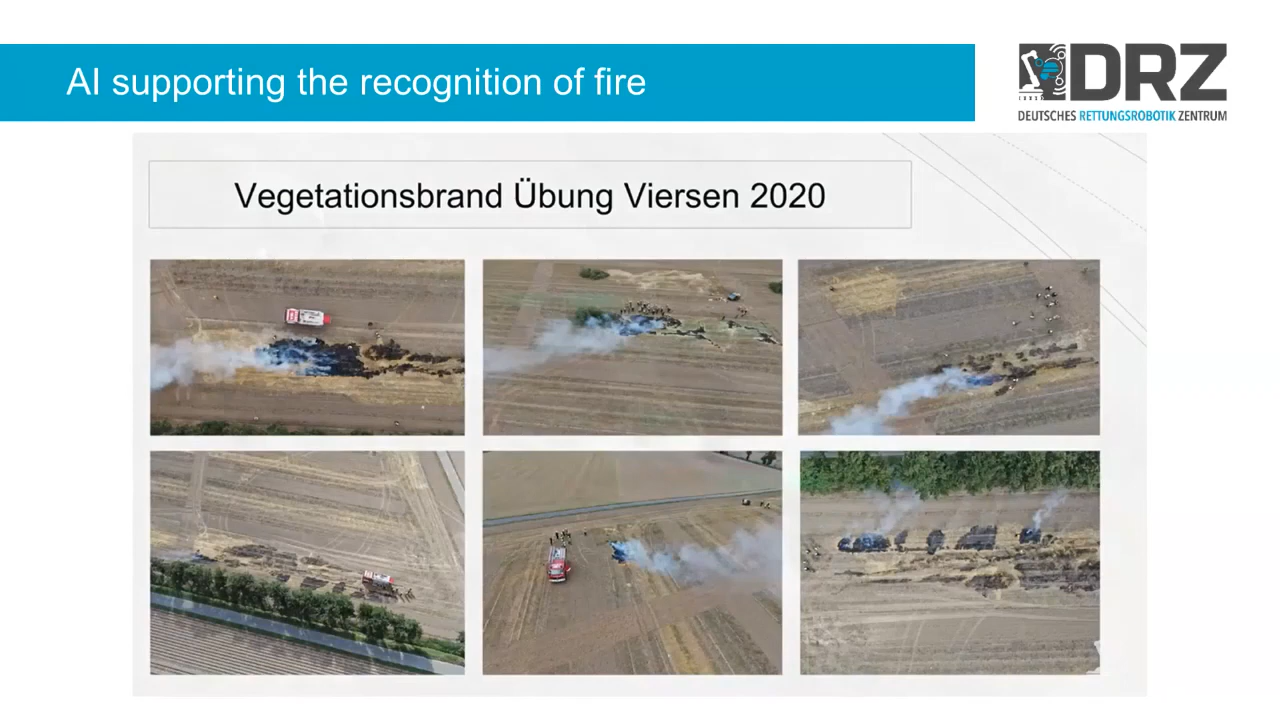 AI supporting the recognition of fire
DRZ
DEUTSCHES RETTUNGSROBOTIK ZENTRUM
Vegetationsbrand Übung Viersen 2020